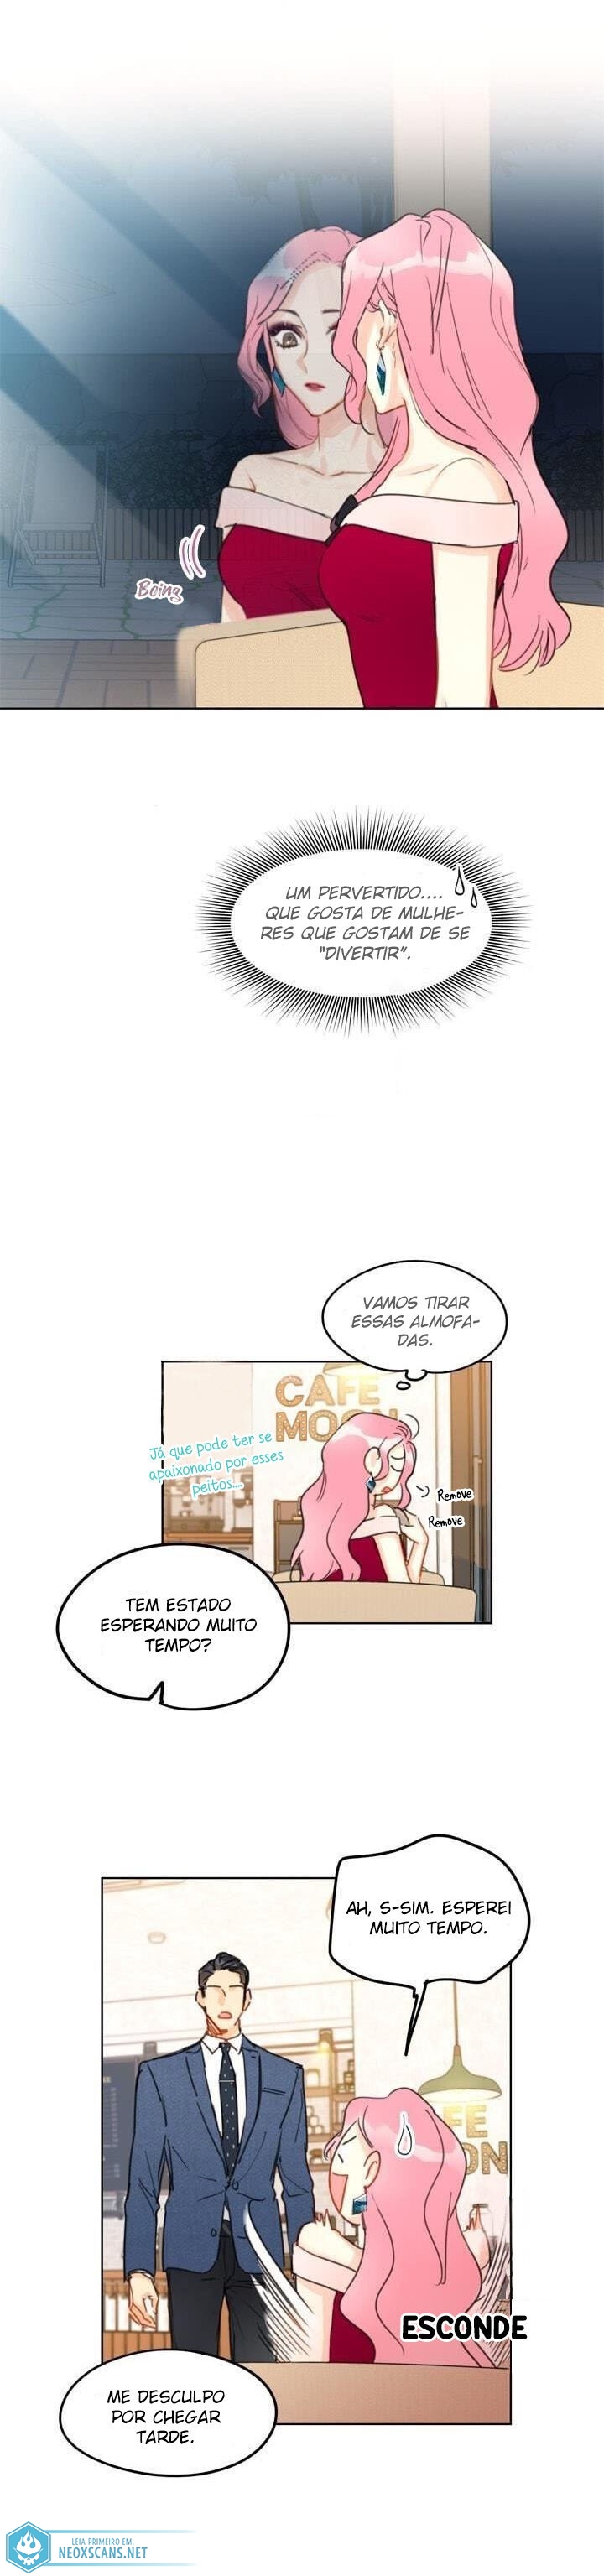 Boing
UM PERVERTIDO....
QUE GOSTA DE MULHE-
RES QUE GOSTAM DE SE
"DIVERTIR".
VAMOS TIRAR
ESSAS ALMOFA-
DAS.
CAFE
MOON
Já que pode ter se
apaixonado por esses
peitos...
Remove
Remove
TEM ESTADO
ESPERANDO MUITO
TEMPO?
AH, S-SIM. ESPEREI
MUITO TEMPO.
FE
ON
ESCONDE
ME DESCULPO
POR CHEGAR
TARDE.
LEIA PRIMEIRO EM:
NEOXSCANS.NET